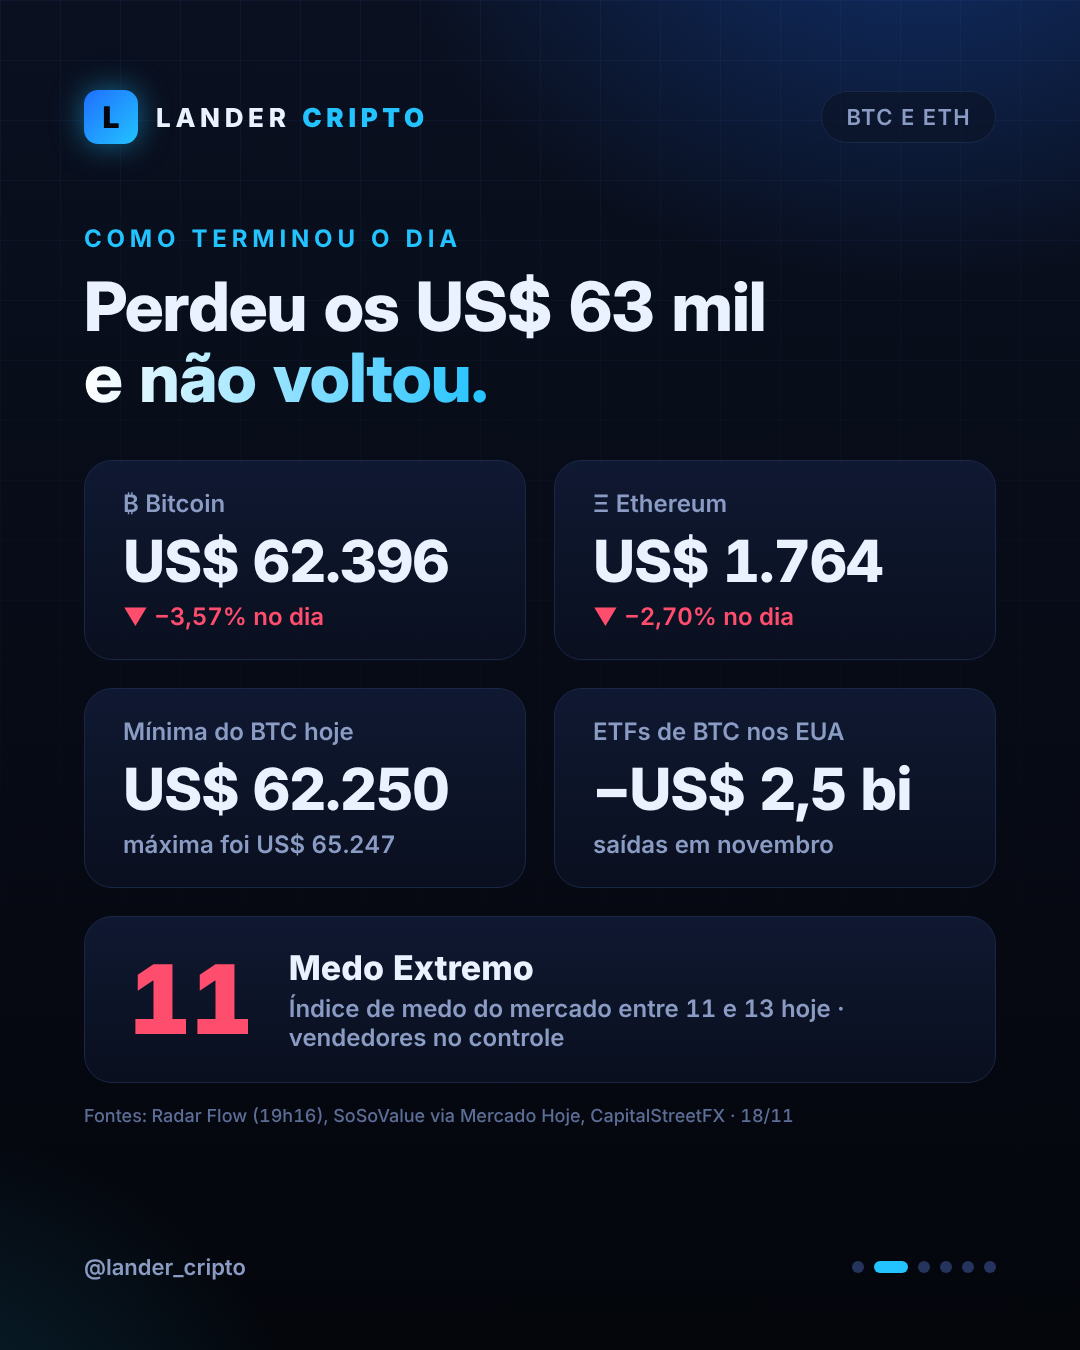 L LANDER CRIPTO
BTC E ETH
COMO TERMINOU O DIA
Perdeu os US$ 63 mil
e não voltou.
₿ Bitcoin
US$ 62.396
▼ −3,57% no dia
Ξ Ethereum
US$ 1.764
▼ −2,70% no dia
Mínima do BTC hoje
US$ 62.250
máxima foi US$ 65.247
ETFs de BTC nos EUA
−US$ 2,5 bi
saídas em novembro
11
Medo Extremo
Índice de medo do mercado entre 11 e 13 hoje ·
vendedores no controle
Fontes: Radar Flow (19h16), SoSoValue via Mercado Hoje, CapitalStreetFX · 18/11
@lander_cripto